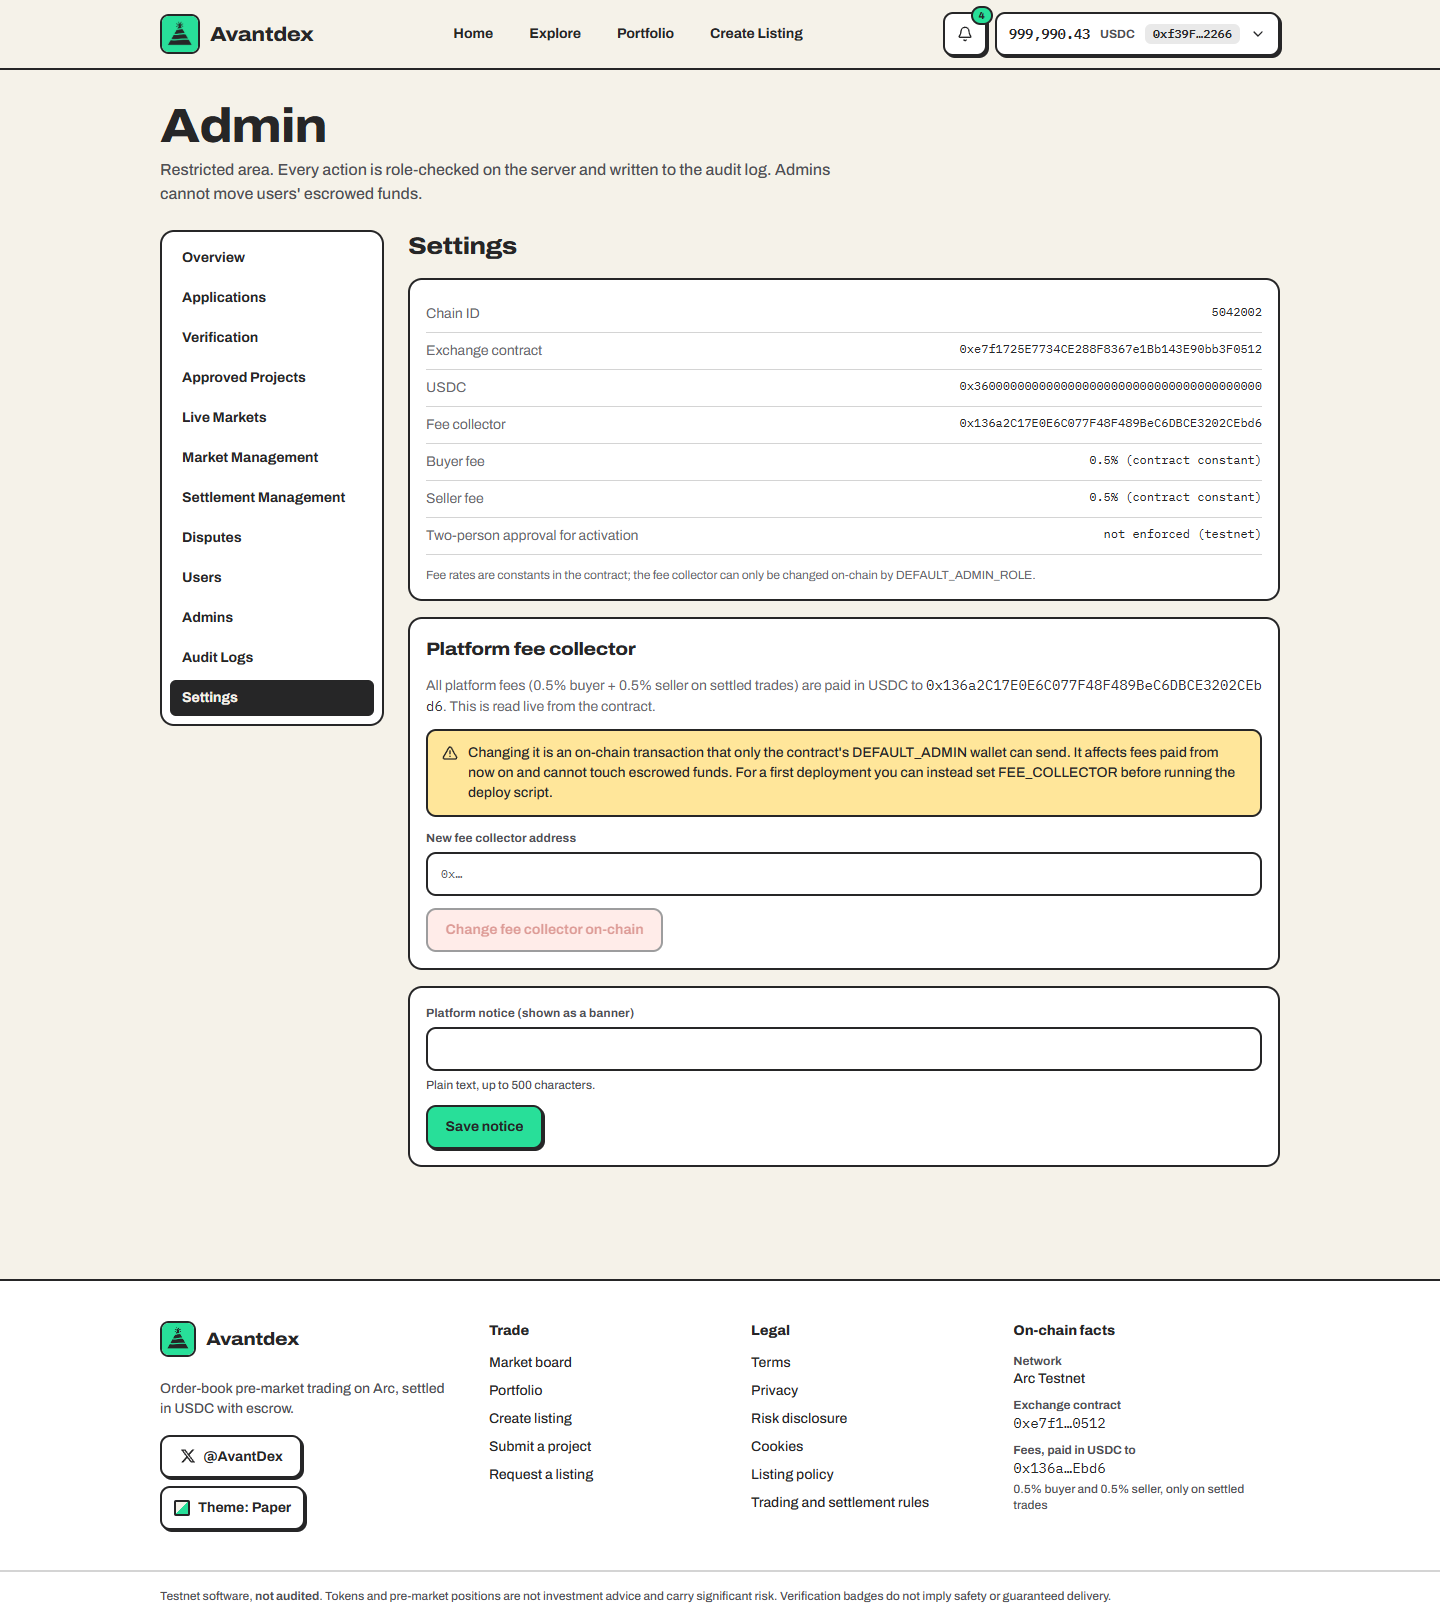 Avantdex
Home
Explore
Portfolio
Create Listing
4
999,990.43 USDC 0xf39F…2266
Admin
Restricted area. Every action is role-checked on the server and written to the audit log. Admins
cannot move users' escrowed funds.
Overview
Applications
Verification
Approved Projects
Live Markets
Market Management
Settlement Management
Disputes
Users
Admins
Audit Logs
Settings
Settings
Chain ID 5042002
Exchange contract 0xe7f1725E7734CE288F8367e1Bb143E90bb3F0512
USDC 0x3600000000000000000000000000000000000000
Fee collector 0x136a2C17E0E6C077F48F489BeC6DBCE3202CEbd6
Buyer fee 0.5% (contract constant)
Seller fee 0.5% (contract constant)
Two-person approval for activation not enforced (testnet)
Fee rates are constants in the contract; the fee collector can only be changed on-chain by DEFAULT_ADMIN_ROLE.
Platform fee collector
All platform fees (0.5% buyer + 0.5% seller on settled trades) are paid in USDC to 0x136a2C17E0E6C077F48F489BeC6DBCE3202CEb
d6. This is read live from the contract.
Changing it is an on-chain transaction that only the contract's DEFAULT_ADMIN wallet can send. It affects fees paid from
now on and cannot touch escrowed funds. For a first deployment you can instead set FEE_COLLECTOR before running the
deploy script.
New fee collector address
0x…
Change fee collector on-chain
Platform notice (shown as a banner)
Plain text, up to 500 characters.
Save notice
Avantdex
Order-book pre-market trading on Arc, settled
in USDC with escrow.
@AvantDex
Theme: Paper
Trade
Market board
Portfolio
Create listing
Submit a project
Request a listing
Legal
Terms
Privacy
Risk disclosure
Cookies
Listing policy
Trading and settlement rules
On-chain facts
Network
Arc Testnet
Exchange contract
0xe7f1…0512
Fees, paid in USDC to
0x136a…Ebd6
0.5% buyer and 0.5% seller, only on settled
trades
Testnet software, not audited. Tokens and pre-market positions are not investment advice and carry significant risk. Verification badges do not imply safety or guaranteed delivery.